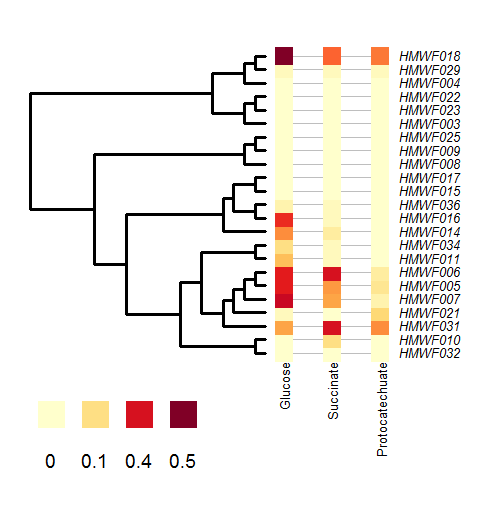 HMWF018
HMWF029
HMWF004
HMWF022
HMWF023
HMWF003
HMWF025
HMWF009
HMWF008
HMWF017
HMWF015
HMWF036
HMWF016
HMWF014
HMWF034
HMWF011
HMWF006
HMWF005
HMWF007
HMWF021
HMWF031
HMWF010
HMWF032
Glucose
Succinate
Protocatechuate
0 0.1 0.4 0.5